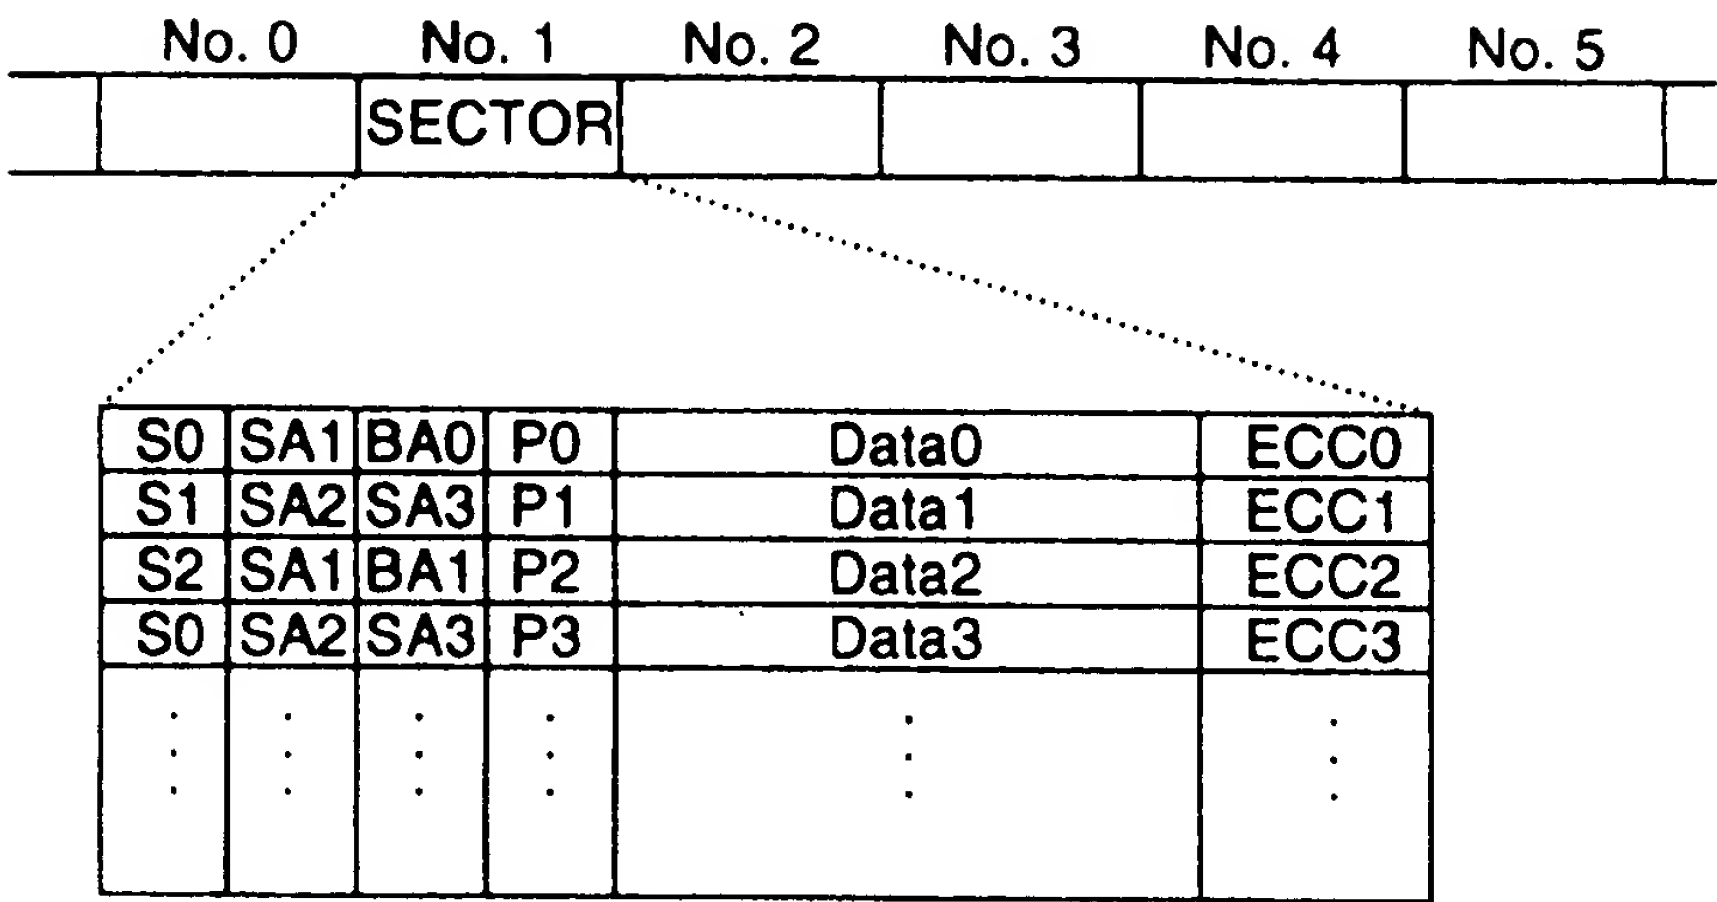 No. 0 No. 1 No. 2 No. 3 No. 4 No. 5
SECTOR
S0 SA1 BA0 P0 Data0 ECC0
S1 SA2 SA3 P1 Data1 ECC1
S2 SA1 BA1 P2 Data2 ECC2
S0 SA2 SA3 P3 Data3 ECC3